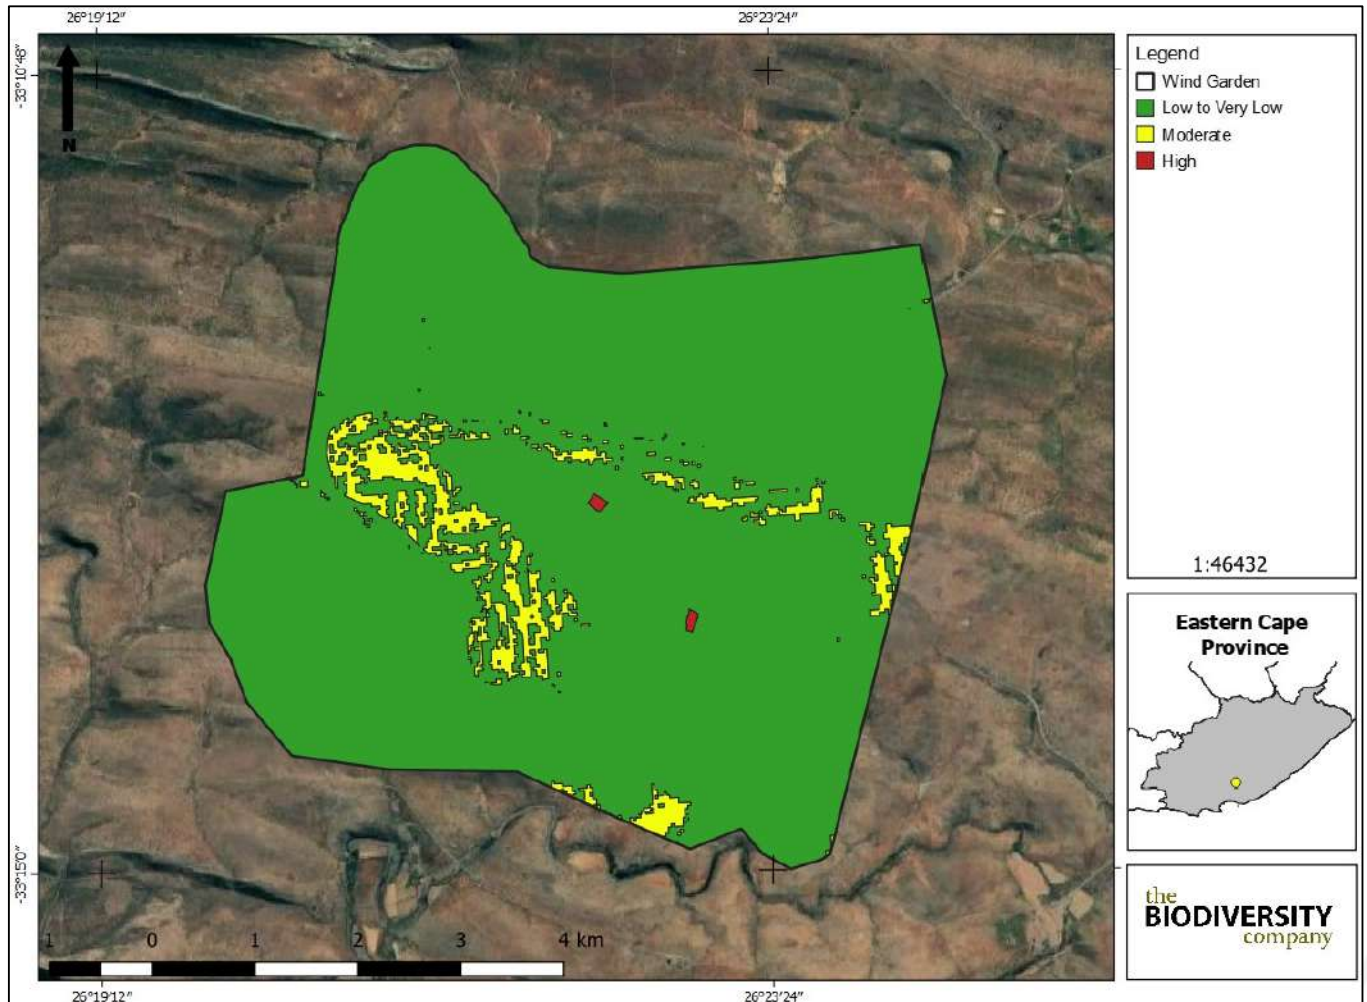 26°19′12″ 26°23′24″
-33°10′48″
N
Legend
Wind Garden
Low to Very Low
Moderate
High
1:46432
Eastern Cape
Province
-33°15′0″
1 0 1 2 3 4 km
the
BIODIVERSITY
company
26°19′12″ 26°23′24″